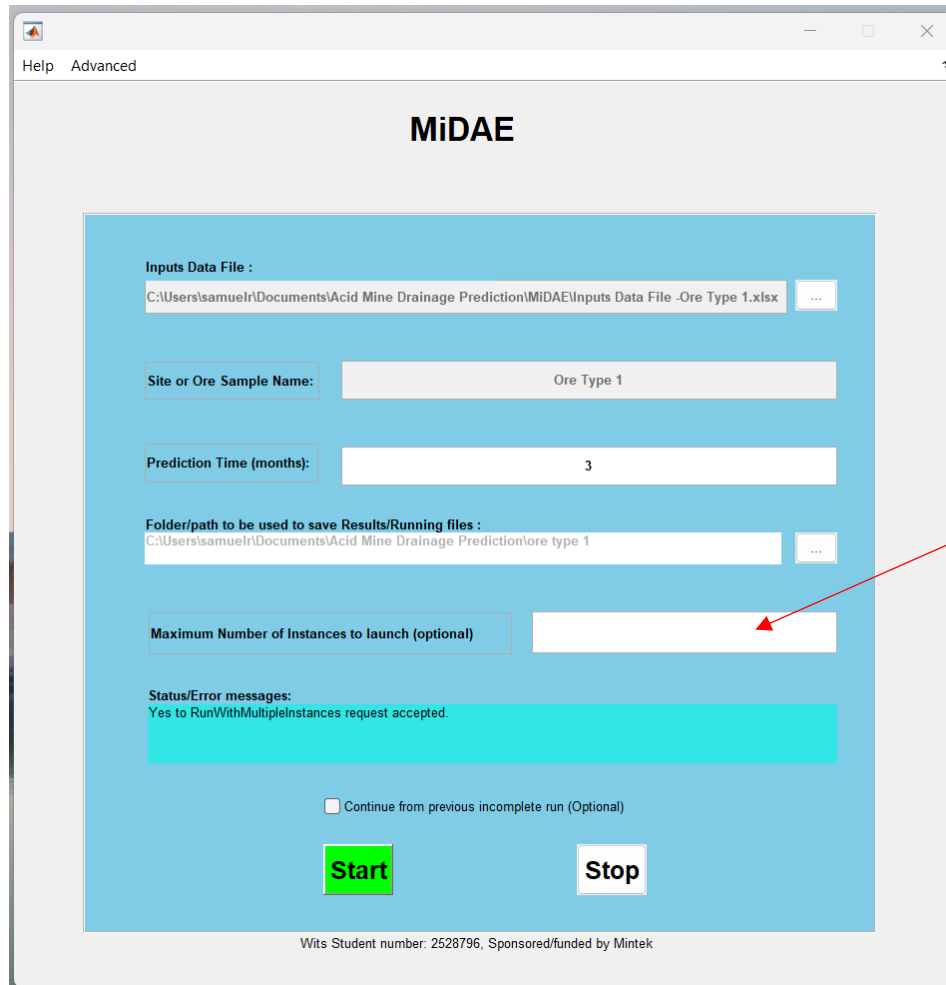 Help Advanced
MiDAE
Inputs Data File :
C:\Users\samuelr\Documents\Acid Mine Drainage Prediction\MiDAE\Inputs Data File -Ore Type 1.xlsx ...
Site or Ore Sample Name: Ore Type 1
Prediction Time (months): 3
Folder/path to be used to save Results/Running files :
C:\Users\samuelr\Documents\Acid Mine Drainage Prediction\ore type 1 ...
Maximum Number of Instances to launch (optional)
Status/Error messages:
Yes to RunWithMultipleInstances request accepted.
Continue from previous incomplete run (Optional)
Start Stop
Wits Student number: 2528796, Sponsored/funded by Mintek